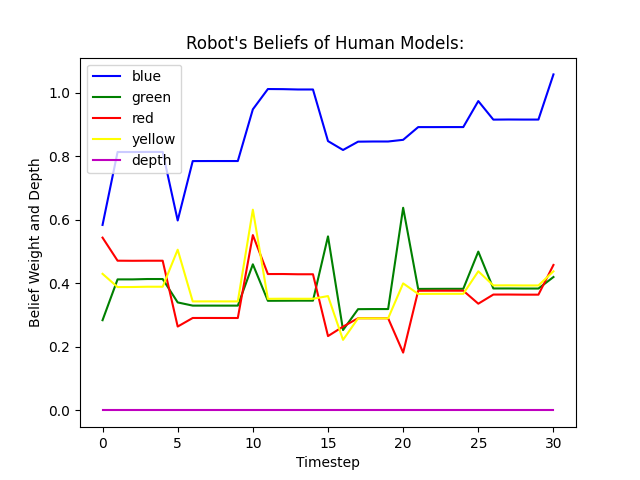 Robot's Beliefs of Human Models:
blue
green
red
yellow
depth
Belief Weight and Depth
1.0
0.8
0.6
0.4
0.2
0.0
0 5 10 15 20 25 30
Timestep